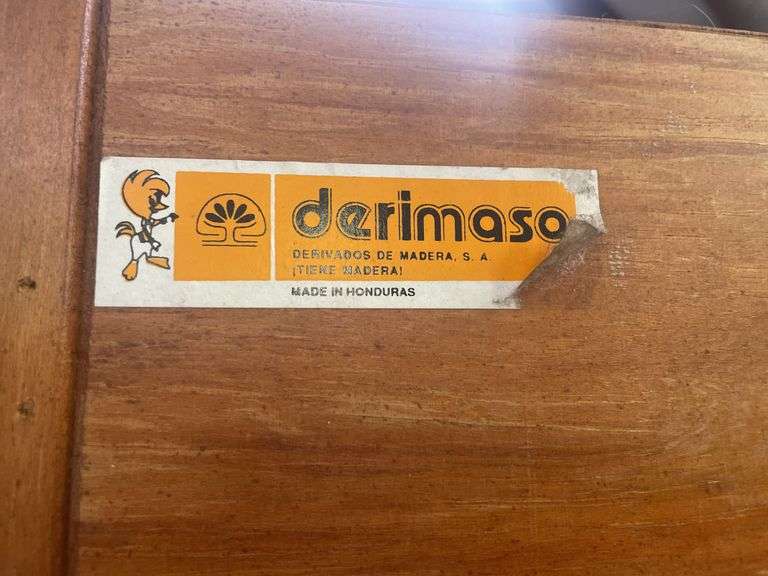 derimaso
DERIVADOS DE MADERA, S. A.
¡TIENE MADERA!
MADE IN HONDURAS